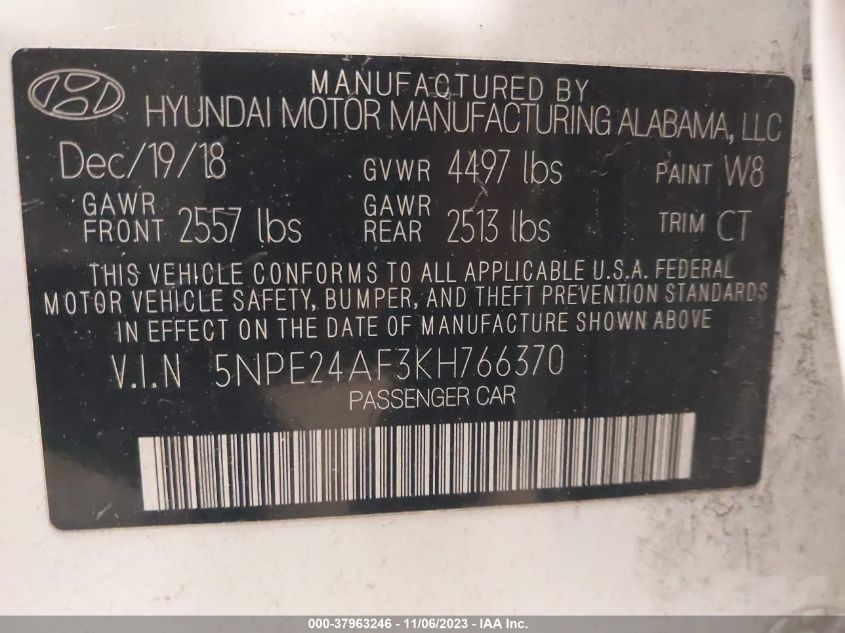 MANUFACTURED BY
HYUNDAI MOTOR MANUFACTURING ALABAMA, LLC
Dec/19/18 GVWR 4497 lbs PAINT W8
GAWR FRONT 2557 lbs GAWR REAR 2513 lbs TRIM CT
THIS VEHICLE CONFORMS TO ALL APPLICABLE U.S.A. FEDERAL
MOTOR VEHICLE SAFETY, BUMPER, AND THEFT PREVENTION STANDARDS
IN EFFECT ON THE DATE OF MANUFACTURE SHOWN ABOVE
V.I.N 5NPE24AF3KH766370
PASSENGER CAR
000-37963246 - 11/06/2023 - IAA Inc.